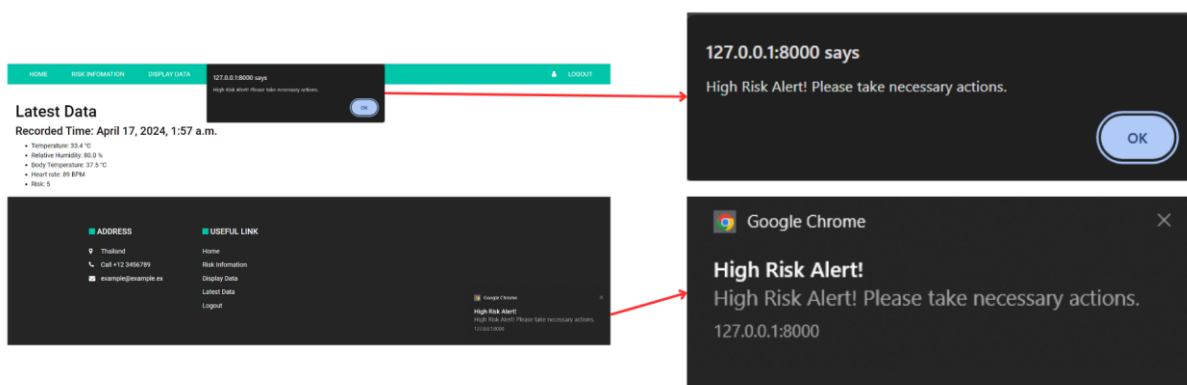 HOME RISK INFOMATION DISPLAY DATA LOGOUT
127.0.0.1:8000 says
High Risk Alert! Please take necessary actions.
OK
Latest Data
Recorded Time: April 17, 2024, 1:57 a.m.
Temperature: 33.4 °C
Relative Humidity: 80.0 %
Body Temperature: 37.5 °C
Heart rate: 89 BPM
Risk: 5
ADDRESS
Thailand
Call +12 3456789
example@example.ex
USEFUL LINK
Home
Risk Infomation
Display Data
Latest Data
Logout
Google Chrome
High Risk Alert!
High Risk Alert! Please take necessary actions.
127.0.0.1:8000
127.0.0.1:8000 says
High Risk Alert! Please take necessary actions.
OK
Google Chrome
High Risk Alert!
High Risk Alert! Please take necessary actions.
127.0.0.1:8000